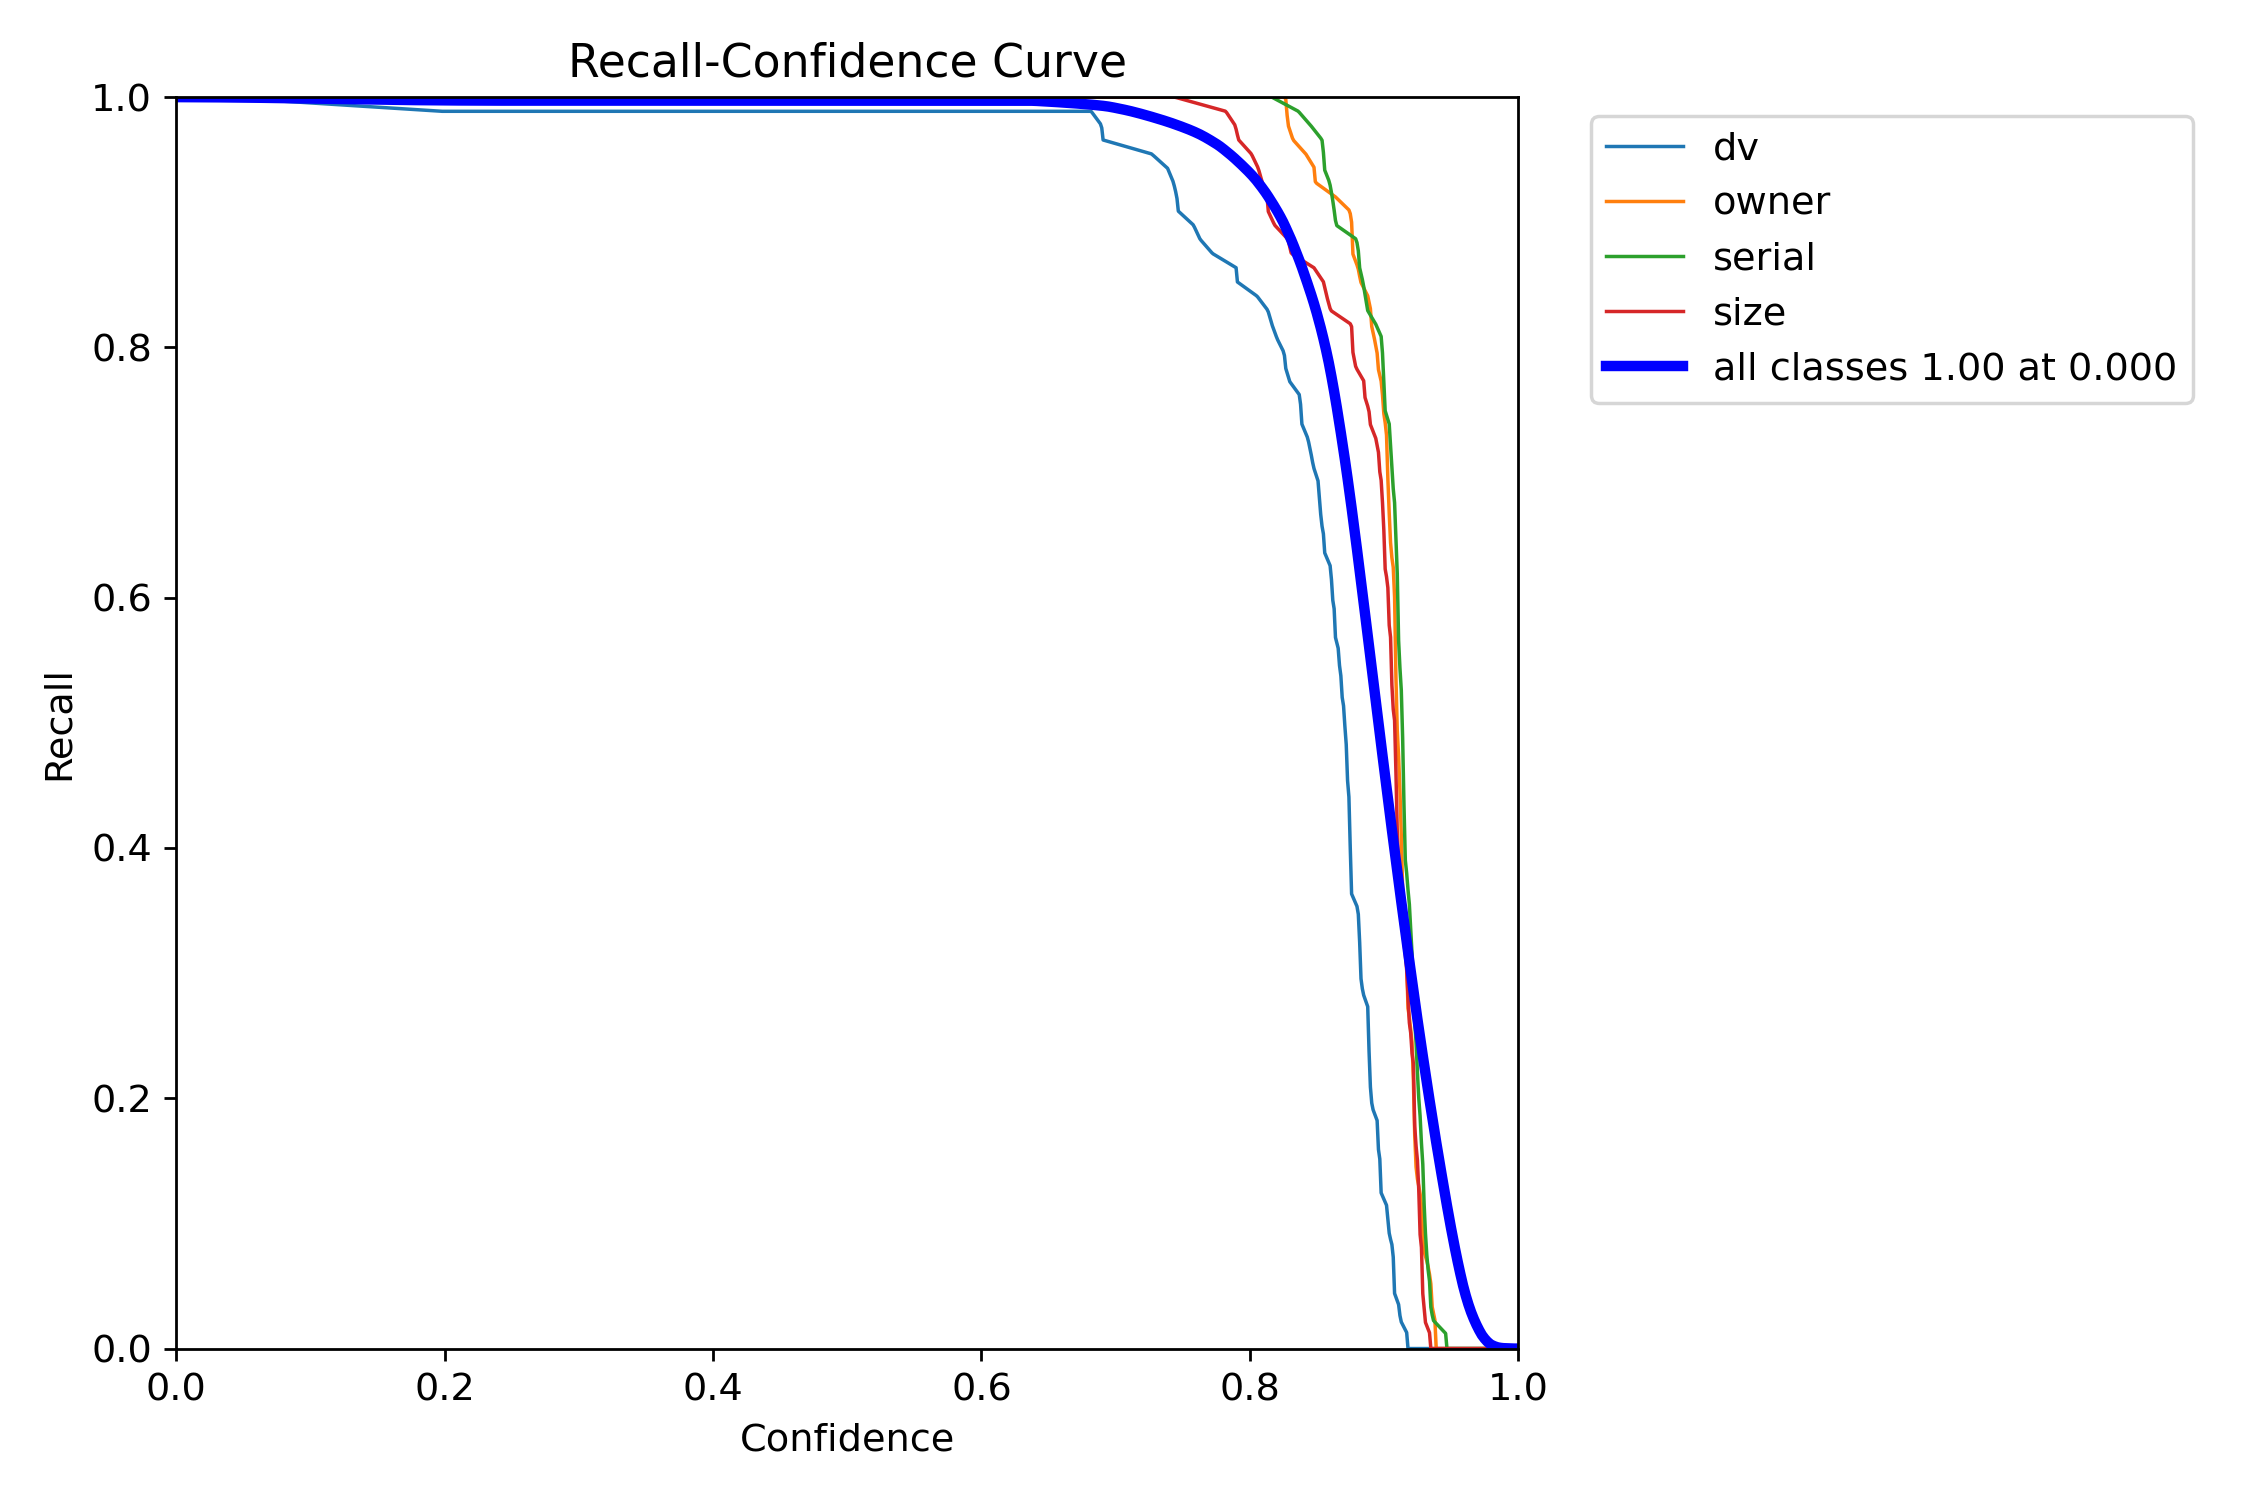 Recall-Confidence Curve
1.0
0.8
0.6
0.4
0.2
0.0
Recall
0.0 0.2 0.4 0.6 0.8 1.0
Confidence
dv
owner
serial
size
all classes 1.00 at 0.000